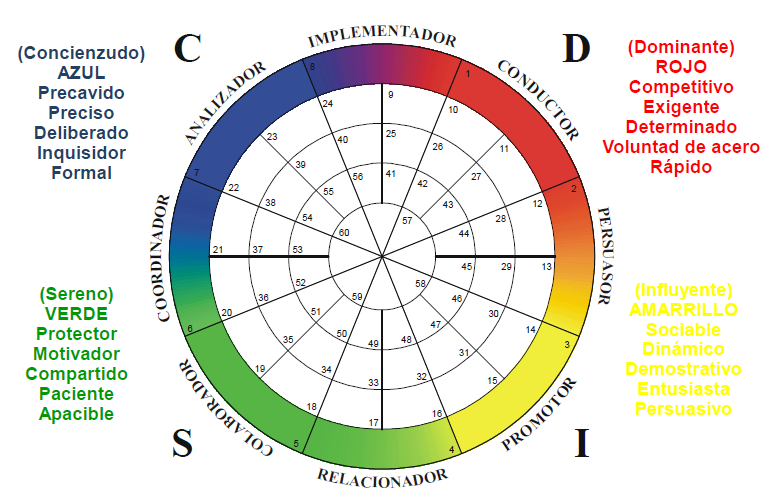 C
IMPLEMENTADOR
D
(Concienzudo)
AZUL
Precavido
Preciso
Deliberado
Inquisidor
Formal
(Dominante)
ROJO
Competitivo
Exigente
Determinado
Voluntad de acero
Rápido
ANALIZADOR
CONDUCTOR
COORDINADOR
PERSUASOR
8
1
24
9
10
23
25
26
11
39
40
27
7
56
41
42
2
22
55
43
12
38
54
57
28
60
44
21
37
53
45
29
13
52
58
36
59
46
20
51
30
6
50
47
14
35
49
48
3
19
34
31
33
32
15
18
17
16
5
4
(Sereno)
VERDE
Protector
Motivador
Compartido
Paciente
Apacible
(Influyente)
AMARRILLO
Sociable
Dinámico
Demostrativo
Entusiasta
Persuasivo
COLABORADOR
PROMOTOR
S
RELACIONADOR
I